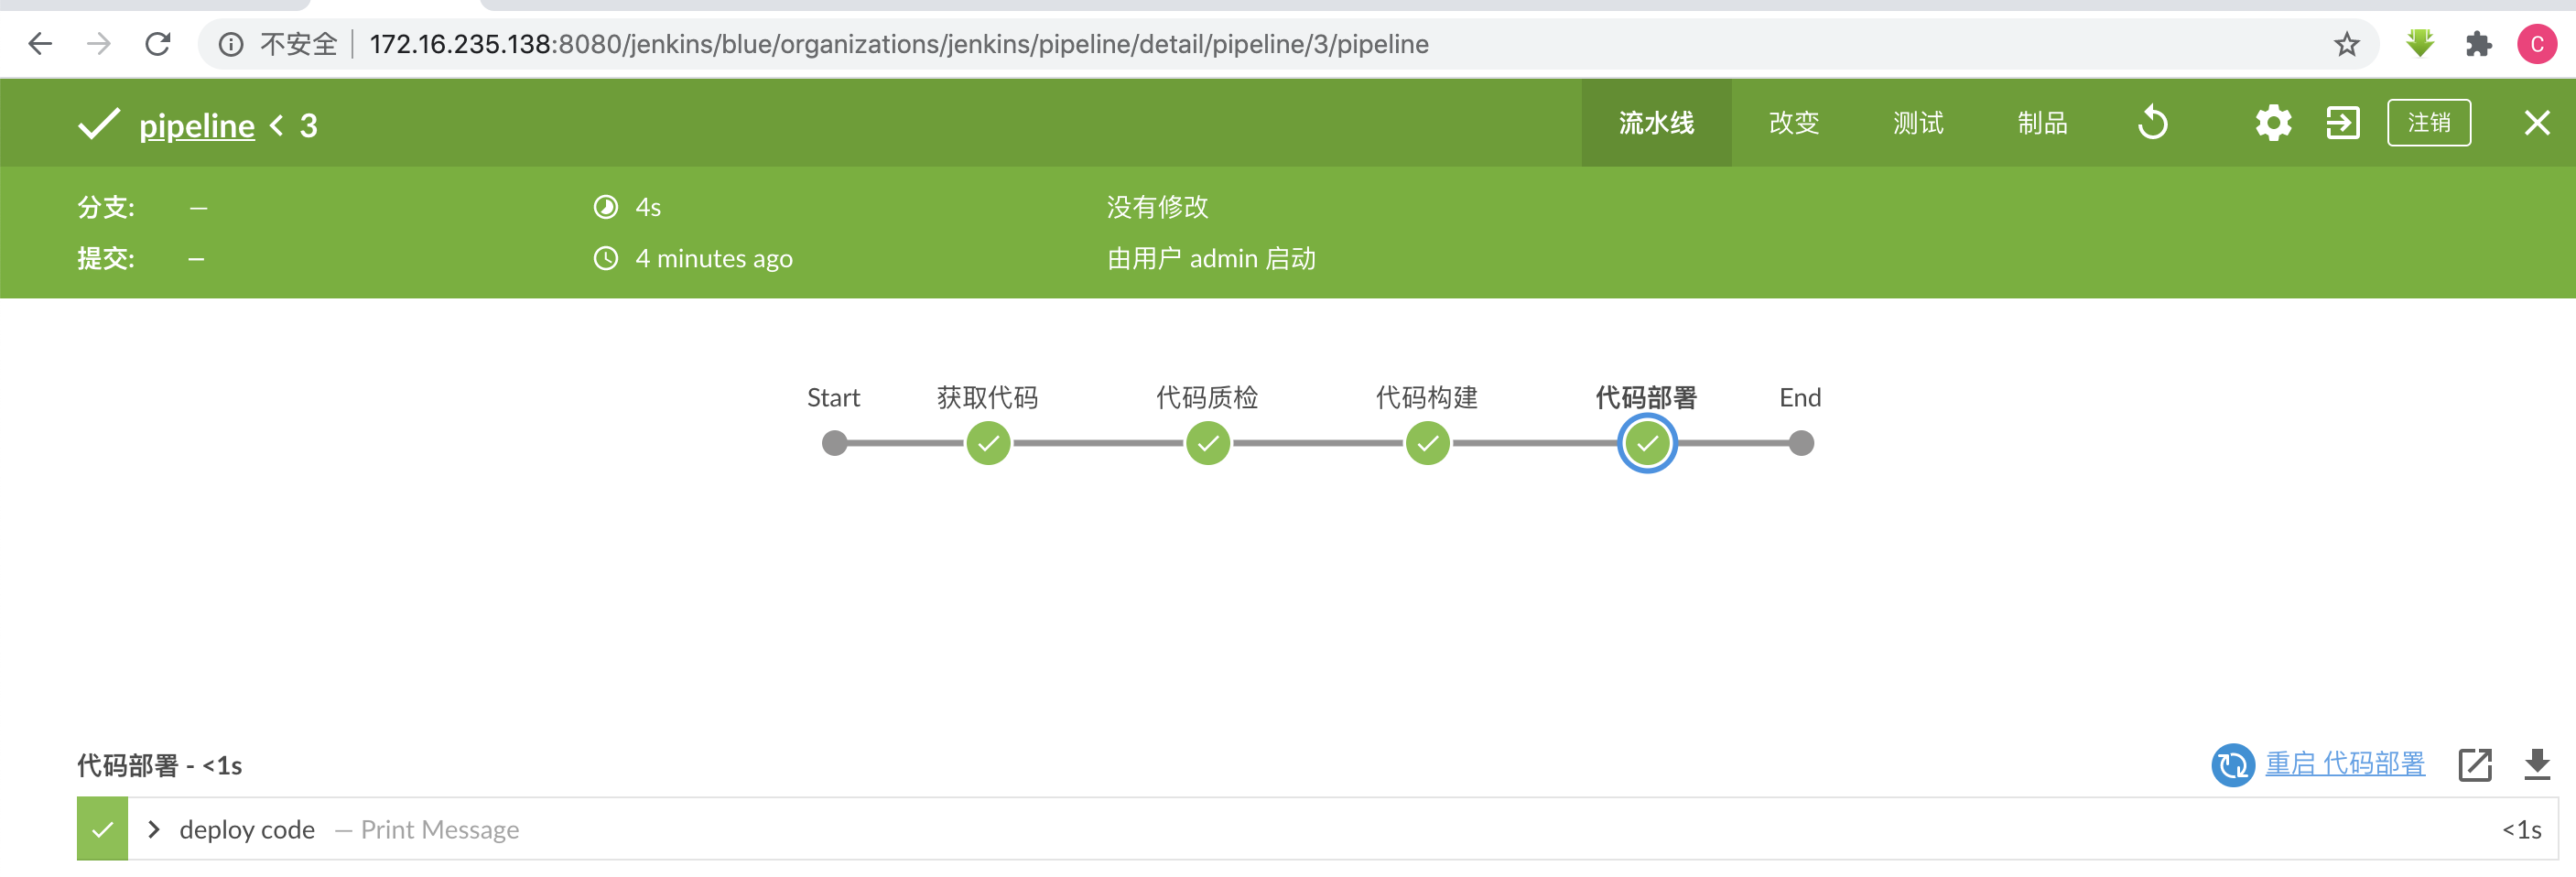 不安全 172.16.235.138:8080/jenkins/blue/organizations/jenkins/pipeline/detail/pipeline/3/pipeline C
pipeline < 3 流水线 改变 测试 制品 注销
分支: — 4s 没有修改
提交: — 4 minutes ago 由用户 admin 启动
Start 获取代码 代码质检 代码构建 代码部署 End
代码部署 - <1s 重启 代码部署
deploy code — Print Message <1s